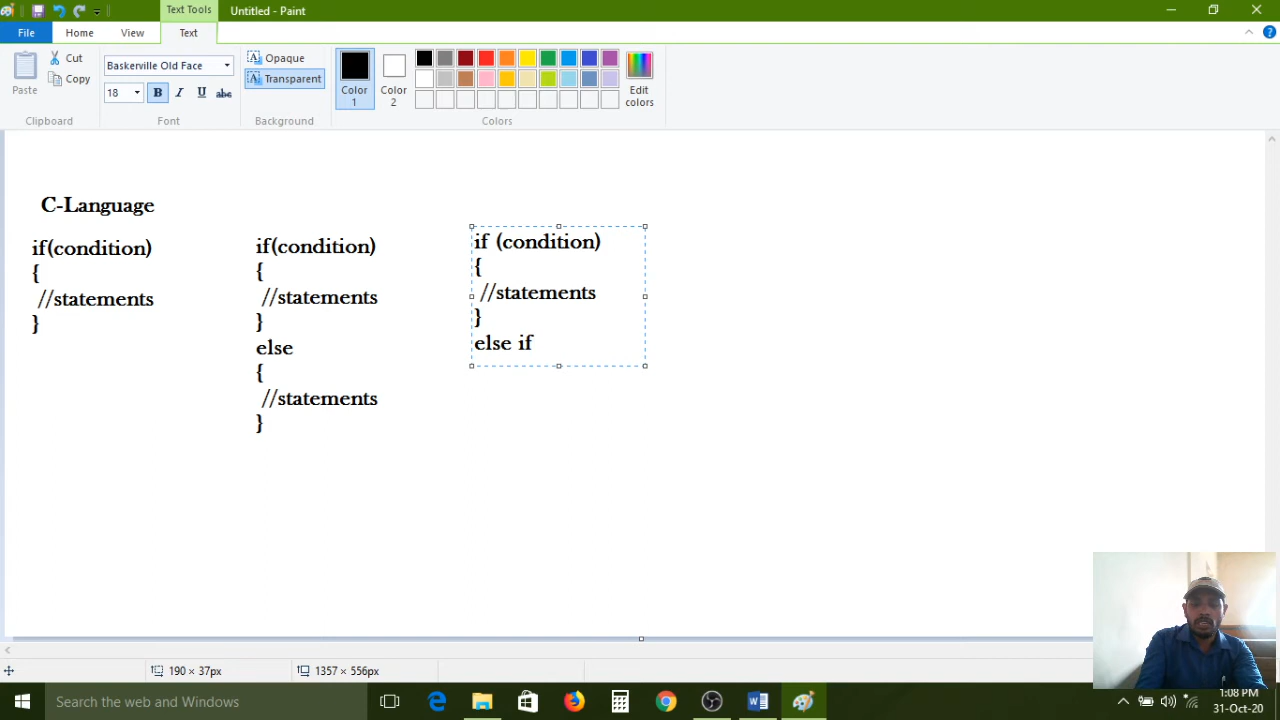 Text Tools
Untitled - Paint
File
Home
View
Text
Paste
Cut
Copy
Clipboard
Baskerville Old Face
18
B
I
U
abc
Font
Opaque
Transparent
Background
Color 1
Color 2
Edit colors
Colors
C-Language
if(condition)
{
//statements
}
if(condition)
{
//statements
}
else
{
//statements
}
if (condition)
{
//statements
}
else if
190 × 37px
1357 × 556px
Search the web and Windows
1:08 PM
31-Oct-20